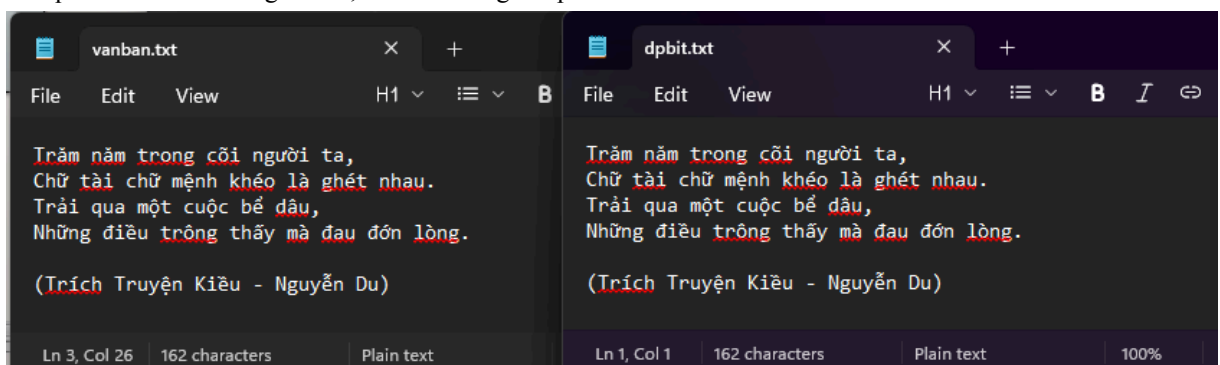 vanban.txt
File Edit View H1 B
Trăm năm trong cõi người ta,
Chữ tài chữ mệnh khéo là ghét nhau.
Trải qua một cuộc bể dâu,
Những điều trông thấy mà đau đớn lòng.
(Trích Truyện Kiều - Nguyễn Du)
Ln 3, Col 26 162 characters Plain text
dpbit.txt
File Edit View H1 B I
Trăm năm trong cõi người ta,
Chữ tài chữ mệnh khéo là ghét nhau.
Trải qua một cuộc bể dâu,
Những điều trông thấy mà đau đớn lòng.
(Trích Truyện Kiều - Nguyễn Du)
Ln 1, Col 1 162 characters Plain text 100%